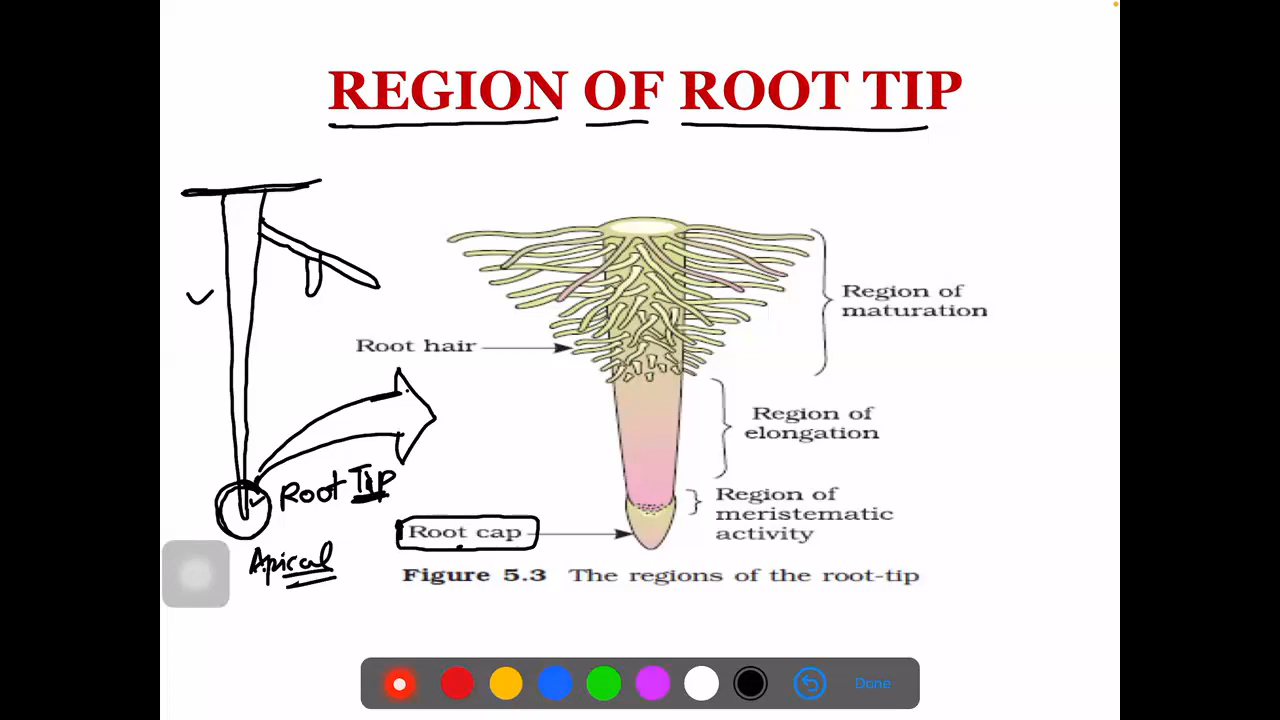 REGION OF ROOT TIP
Region of
maturation
Root hair
Region of
elongation
Root Tip
Region of
meristematic
activity
Root cap
Apical
Figure 5.3 The regions of the root-tip
Done